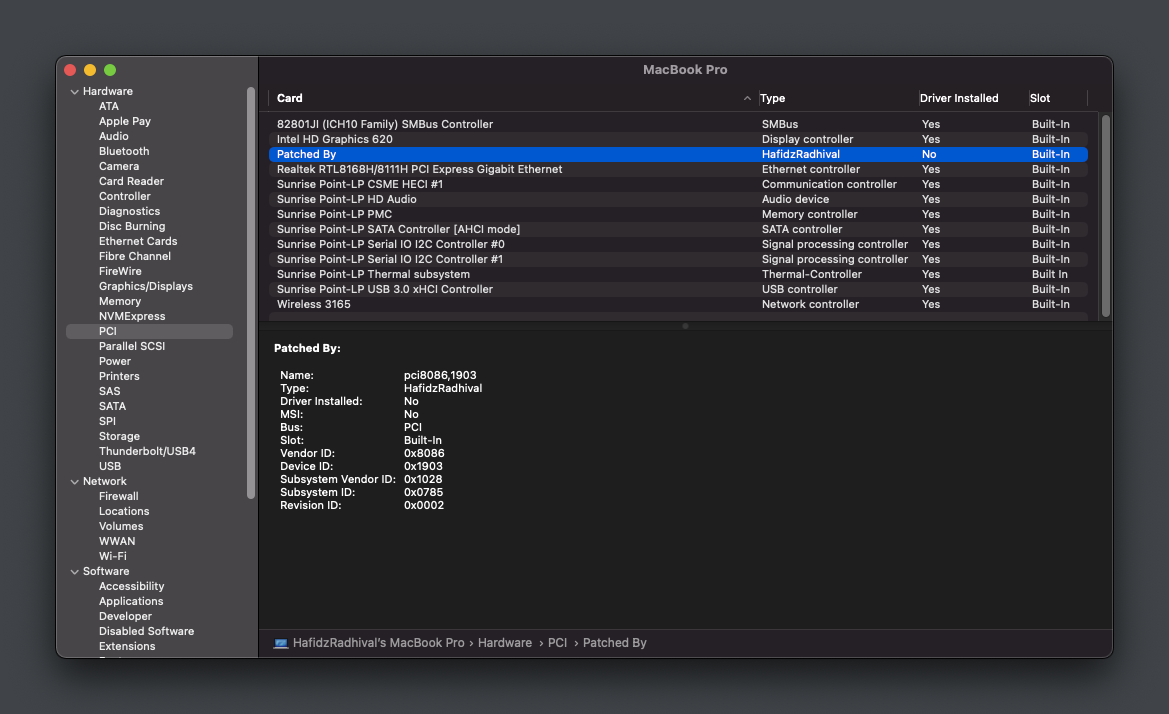 MacBook Pro
Hardware
ATA
Apple Pay
Audio
Bluetooth
Camera
Card Reader
Controller
Diagnostics
Disc Burning
Ethernet Cards
Fibre Channel
FireWire
Graphics/Displays
Memory
NVMExpress
PCI
Parallel SCSI
Power
Printers
SAS
SATA
SPI
Storage
Thunderbolt/USB4
USB
Network
Firewall
Locations
Volumes
WWAN
Wi-Fi
Software
Accessibility
Applications
Developer
Disabled Software
Extensions
Card Type Driver Installed Slot
82801JI (ICH10 Family) SMBus Controller SMBus Yes Built-In
Intel HD Graphics 620 Display controller Yes Built-In
Patched By HafidzRadhival No Built-In
Realtek RTL8168H/8111H PCI Express Gigabit Ethernet Ethernet controller Yes Built-In
Sunrise Point-LP CSME HECI #1 Communication controller Yes Built-In
Sunrise Point-LP HD Audio Audio device Yes Built-In
Sunrise Point-LP PMC Memory controller Yes Built-In
Sunrise Point-LP SATA Controller [AHCI mode] SATA controller Yes Built-In
Sunrise Point-LP Serial IO I2C Controller #0 Signal processing controller Yes Built-In
Sunrise Point-LP Serial IO I2C Controller #1 Signal processing controller Yes Built-In
Sunrise Point-LP Thermal subsystem Thermal-Controller Yes Built In
Sunrise Point-LP USB 3.0 xHCI Controller USB controller Yes Built-In
Wireless 3165 Network controller Yes Built-In
Patched By:
Name: pci8086,1903
Type: HafidzRadhival
Driver Installed: No
MSI: No
Bus: PCI
Slot: Built-In
Vendor ID: 0x8086
Device ID: 0x1903
Subsystem Vendor ID: 0x1028
Subsystem ID: 0x0785
Revision ID: 0x0002
HafidzRadhival's MacBook Pro › Hardware › PCI › Patched By